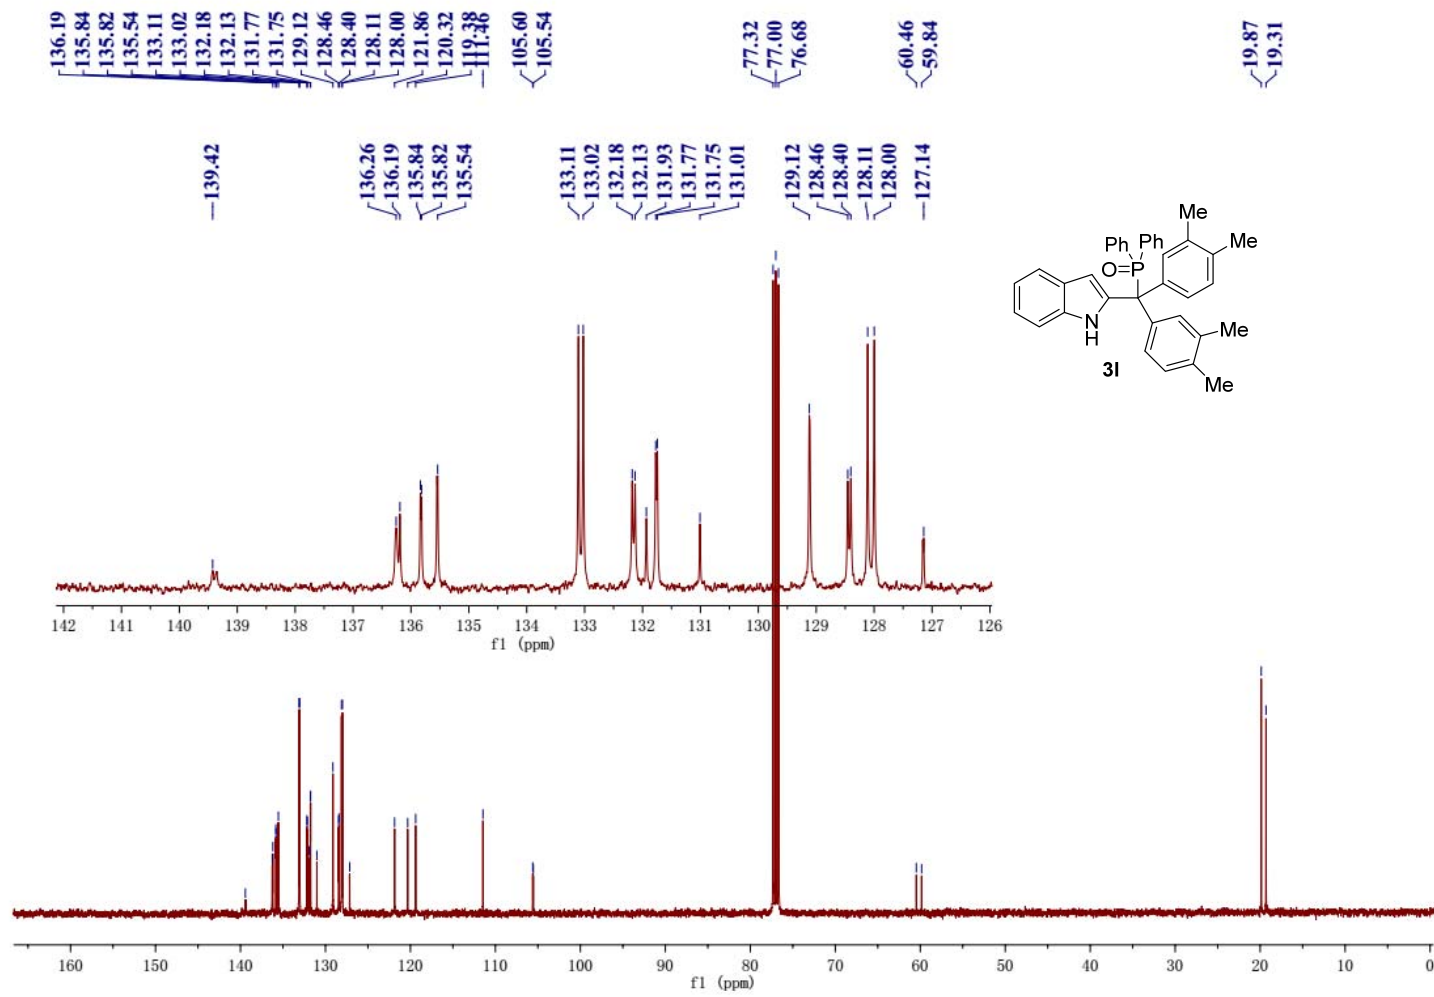 136.19 135.84 135.82 135.54 133.11 133.02 132.18 132.13 131.77 131.75 129.12 128.46 128.40 128.11 128.00 121.86 120.32 119.38 111.46 105.60 105.54 77.32 77.00 76.68 60.46 59.84 19.87 19.31
139.42 136.26 136.19 135.84 135.82 135.54 133.11 133.02 132.18 132.13 131.93 131.77 131.75 131.01 129.12 128.46 128.40 128.11 128.00 127.14
Me
Ph Ph Me
O=P
N
H Me
3l Me
142 141 140 139 138 137 136 135 134 133 132 131 130 129 128 127 126
f1 (ppm)
160 150 140 130 120 110 100 90 80 70 60 50 40 30 20 10 0
f1 (ppm)